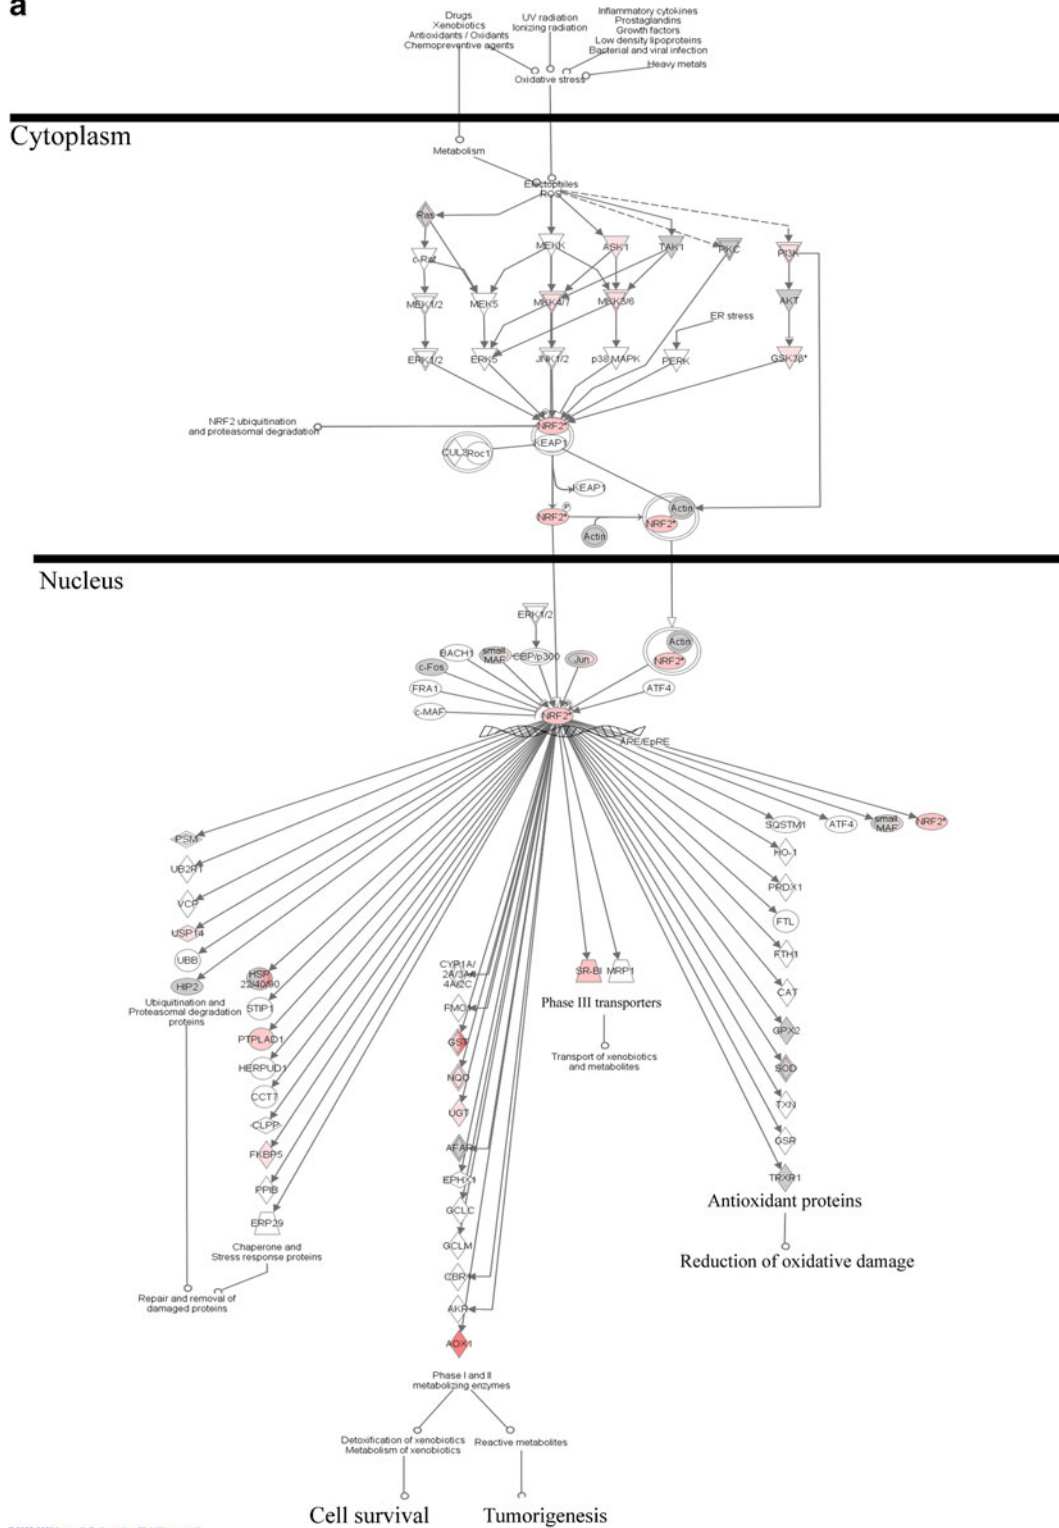 a
Drugs
Xenobiotics
Antioxidants / Oxidants
Chemopreventive agents
UV radiation
Ionizing radiation
Inflammatory cytokines
Prostaglandins
Growth factors
Low density lipoproteins
Bacterial and viral infection
Heavy metals
Oxidative stress
Cytoplasm
Metabolism
Electophiles
ROS
Ras
c-Raf
MEKK
ASK1
TAK1
PKC
PI3K
MEK1/2
MEK5
MKK4/7
MKK3/6
AKT
ER stress
ERK1/2
ERK5
JNK1/2
p38 MAPK
PERK
GSK3β*
NRF2 ubiquitination
and proteasomal degradation
NRF2*
KEAP1
CUL3
Roc1
KEAP1
NRF2*
P
Actin
Actin
NRF2*
Nucleus
ERK1/2
BACH1
small
MAF
CBP/p300
Jun
Actin
NRF2*
c-Fos
FRA1
ATF4
c-MAF
NRF2*
ARE/EpRE
PSM
UB2R1
VCP
USP14
UBB
HIP2
Ubiquitination and
Proteasomal degradation
proteins
HSP
22/40/90
STIP1
PTPLAD1
HERPUD1
CCT7
CLPP
FKBP5
PPIB
ERP29
Chaperone and
Stress response proteins
Repair and removal of
damaged proteins
CYP1A/
2A/3A/
4A/2C
FMO1
GST
NQO
UGT
AFAR
EPHX1
GCLC
GCLM
CBR1
AKR
AOX1
Phase I and II
metabolizing enzymes
Detoxification of xenobiotics
Metabolism of xenobiotics
Reactive metabolites
Cell survival
Tumorigenesis
SR-BI
MRP1
Phase III transporters
Transport of xenobiotics
and metabolites
SQSTM1
ATF4
small
MAF
NRF2*
HO-1
PRDX1
FTL
FTH1
CAT
GPX2
SOD
TXN
GSR
TRXR1
Antioxidant proteins
Reduction of oxidative damage